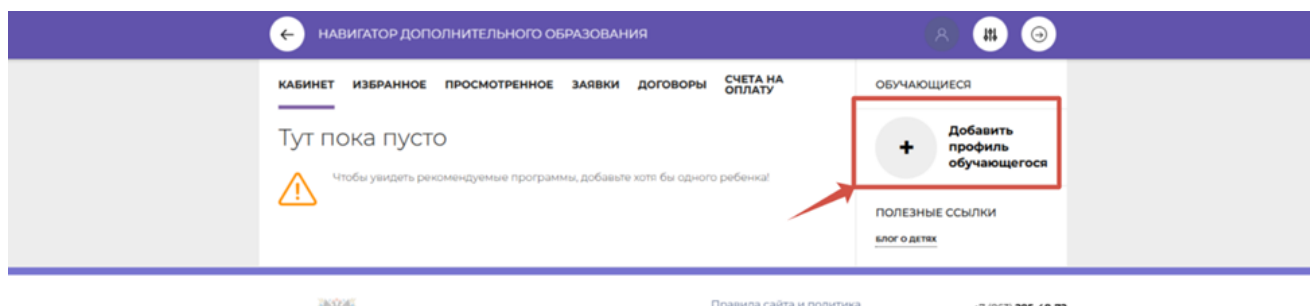 НАВИГАТОР ДОПОЛНИТЕЛЬНОГО ОБРАЗОВАНИЯ
КАБИНЕТ ИЗБРАННОЕ ПРОСМОТРЕННОЕ ЗАЯВКИ ДОГОВОРЫ СЧЕТА НА ОПЛАТУ
Тут пока пусто
Чтобы увидеть рекомендуемые программы, добавьте хотя бы одного ребенка!
ОБУЧАЮЩИЕСЯ
Добавить
профиль
обучающегося
ПОЛЕЗНЫЕ ССЫЛКИ
БЛОГ О ДЕТЯХ
Правила сайта и политика